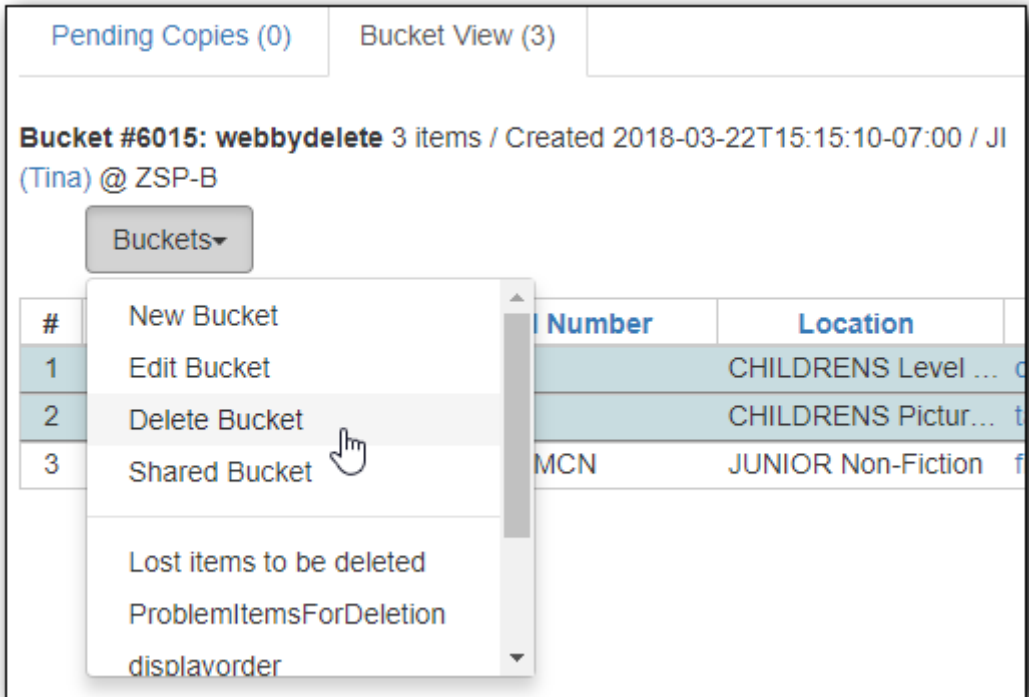 Pending Copies (0) Bucket View (3)
Bucket #6015: webbydelete 3 items / Created 2018-03-22T15:15:10-07:00 / JI
(Tina) @ ZSP-B
Buckets
New Bucket
Edit Bucket
Delete Bucket
Shared Bucket
Lost items to be deleted
ProblemItemsForDeletion
displayorder
# Number Location
1 CHILDRENS Level ...
2 CHILDRENS Pictur...
3 MCN JUNIOR Non-Fiction